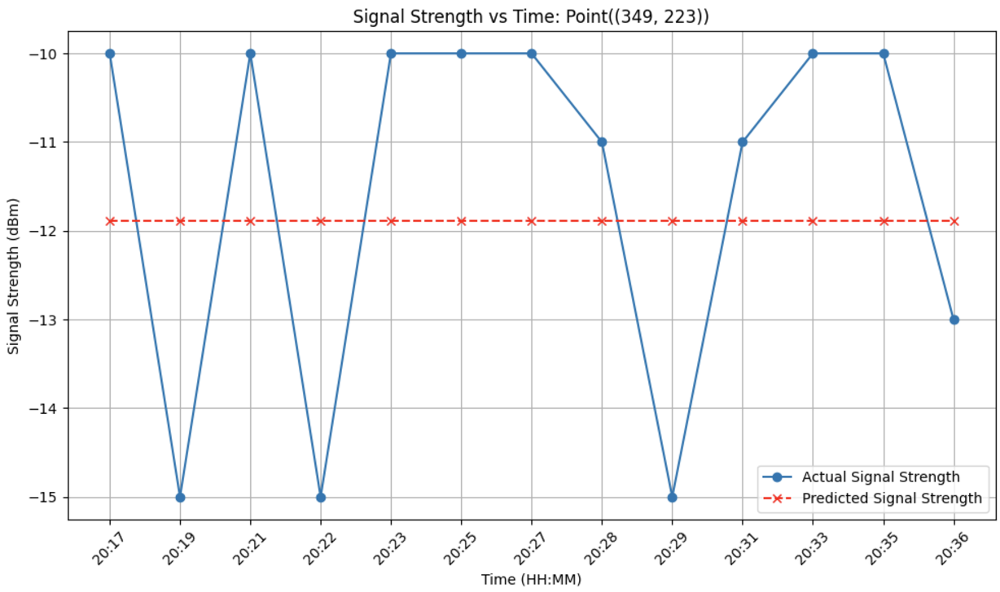 Signal Strength vs Time: Point((349, 223))
Signal Strength (dBm)
−10
−11
−12
−13
−14
−15
Actual Signal Strength
Predicted Signal Strength
20:17 20:19 20:21 20:22 20:23 20:25 20:27 20:28 20:29 20:31 20:33 20:35 20:36
Time (HH:MM)